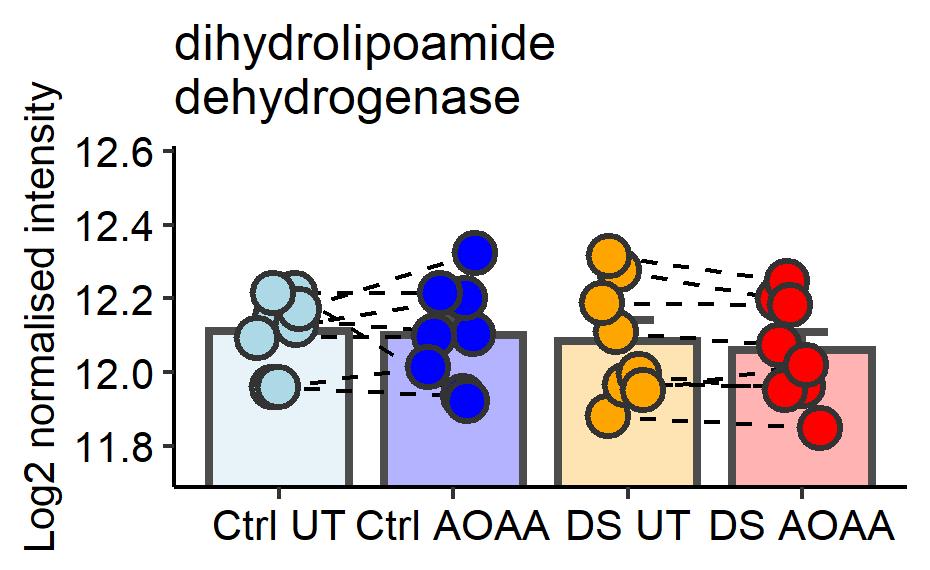 dihydrolipoamide
dehydrogenase
Log2 normalised intensity
12.6
12.4
12.2
12.0
11.8
Ctrl UT Ctrl AOAA DS UT DS AOAA